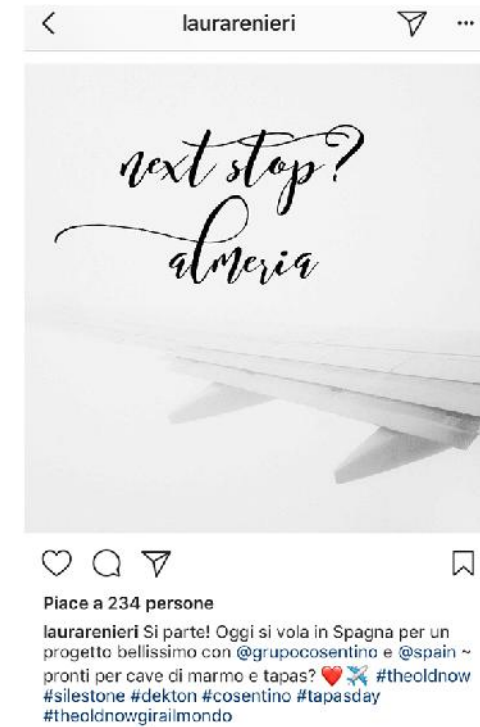 laurarenieri
next stop?
almeria
Piace a 234 persone
laurarenieri Si parte! Oggi si vola in Spagna per un
progetto bellissimo con @grupocosentino e @spain ~
pronti per cave di marmo e tapas? ❤️✈️ #theoldnow
#silestone #dekton #cosentino #tapasday
#theoldnowgirailmondo